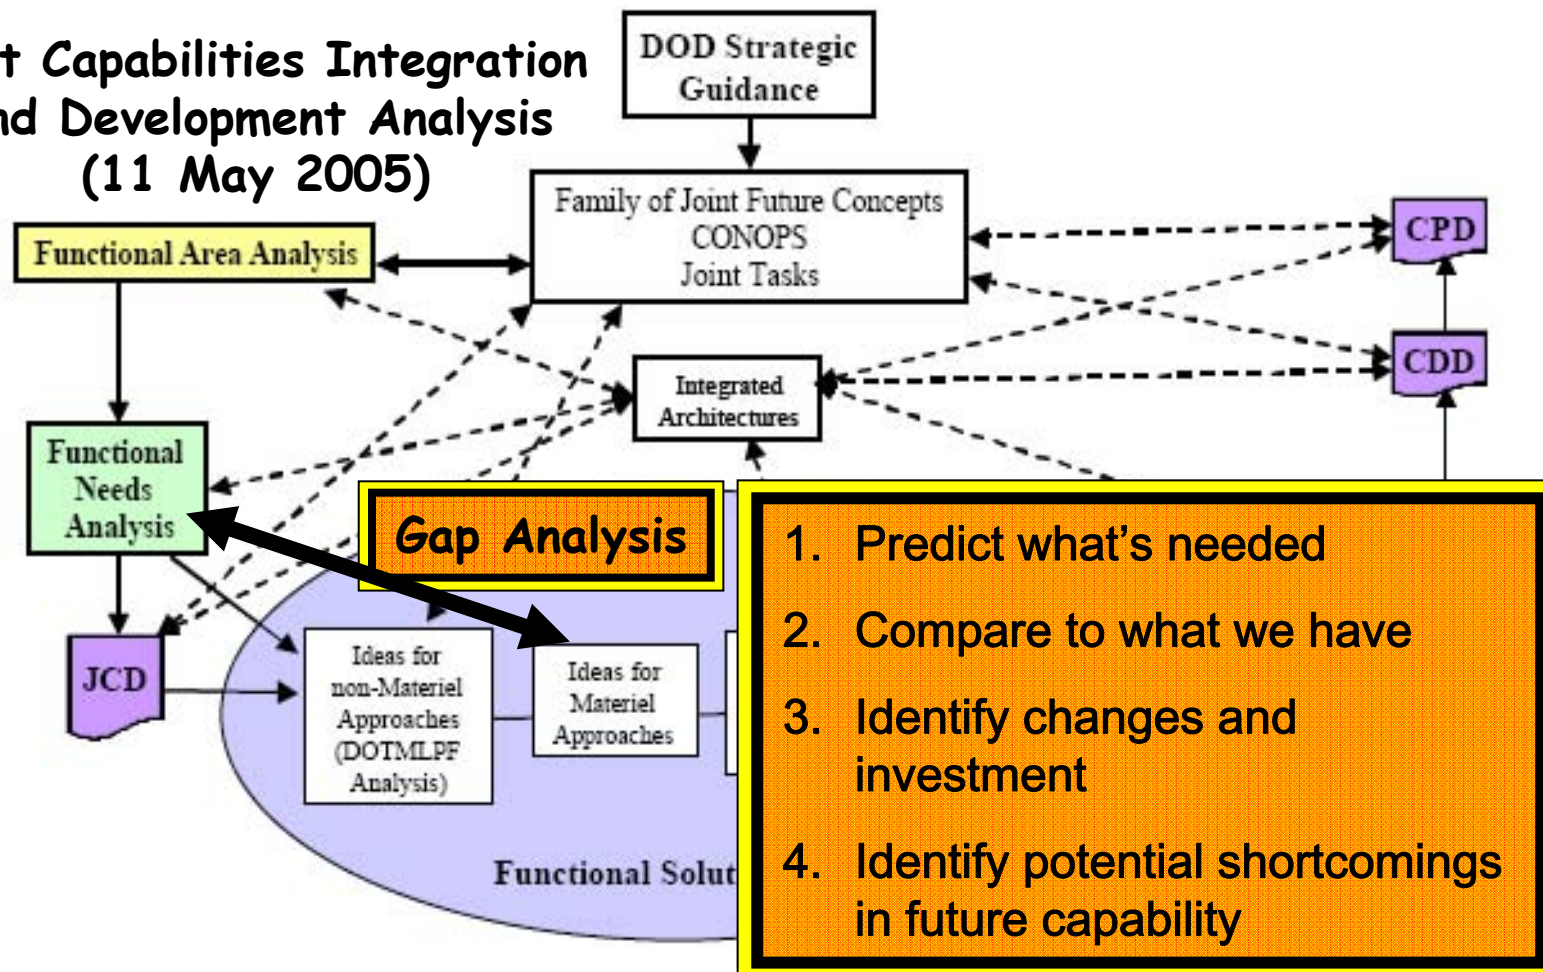 t Capabilities Integration
nd Development Analysis
(11 May 2005)
DOD Strategic
Guidance
Family of Joint Future Concepts
CONOPS
Joint Tasks
CPD
Functional Area Analysis
CDD
Integrated
Architectures
Functional
Needs
Analysis
Gap Analysis
1. Predict what's needed
2. Compare to what we have
3. Identify changes and
investment
4. Identify potential shortcomings
in future capability
JCD
Ideas for
non-Materiel
Approaches
(DOTMLPF
Analysis)
Ideas for
Materiel
Approaches
Functional Solut